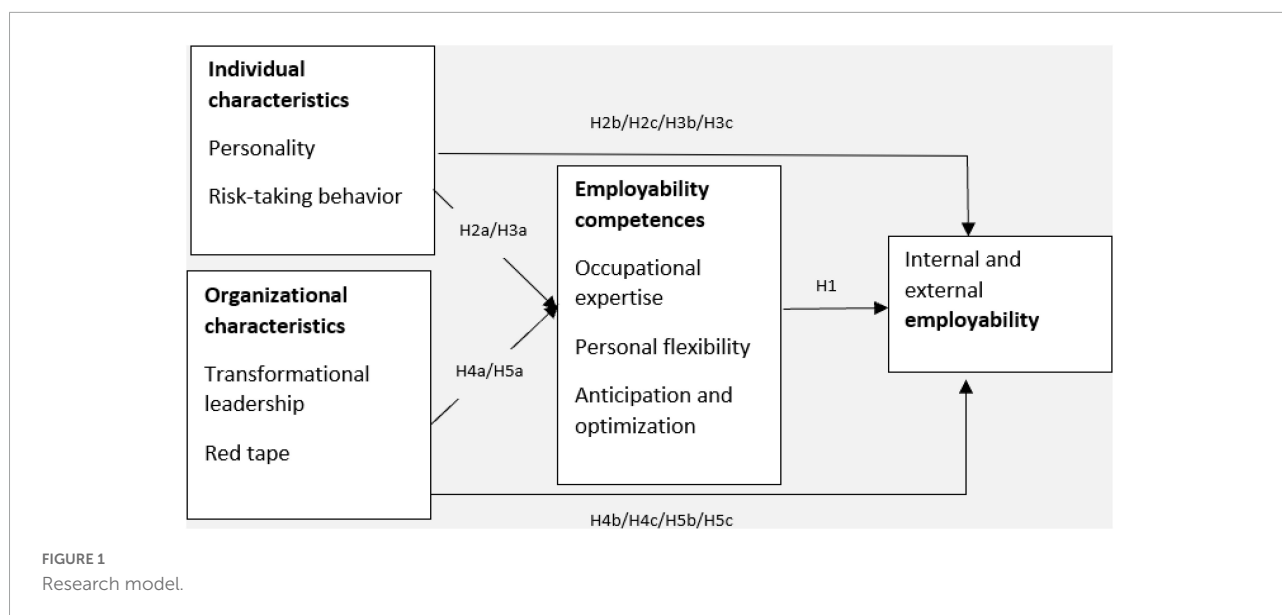 Individual
characteristics
Personality
Risk-taking behavior
H2b/H2c/H3b/H3c
H2a/H3a
Organizational
characteristics
Transformational
leadership
Red tape
H4a/H5a
Employability
competences
Occupational
expertise
Personal flexibility
Anticipation and
optimization
H1
Internal and
external
employability
H4b/H4c/H5b/H5c
FIGURE 1
Research model.